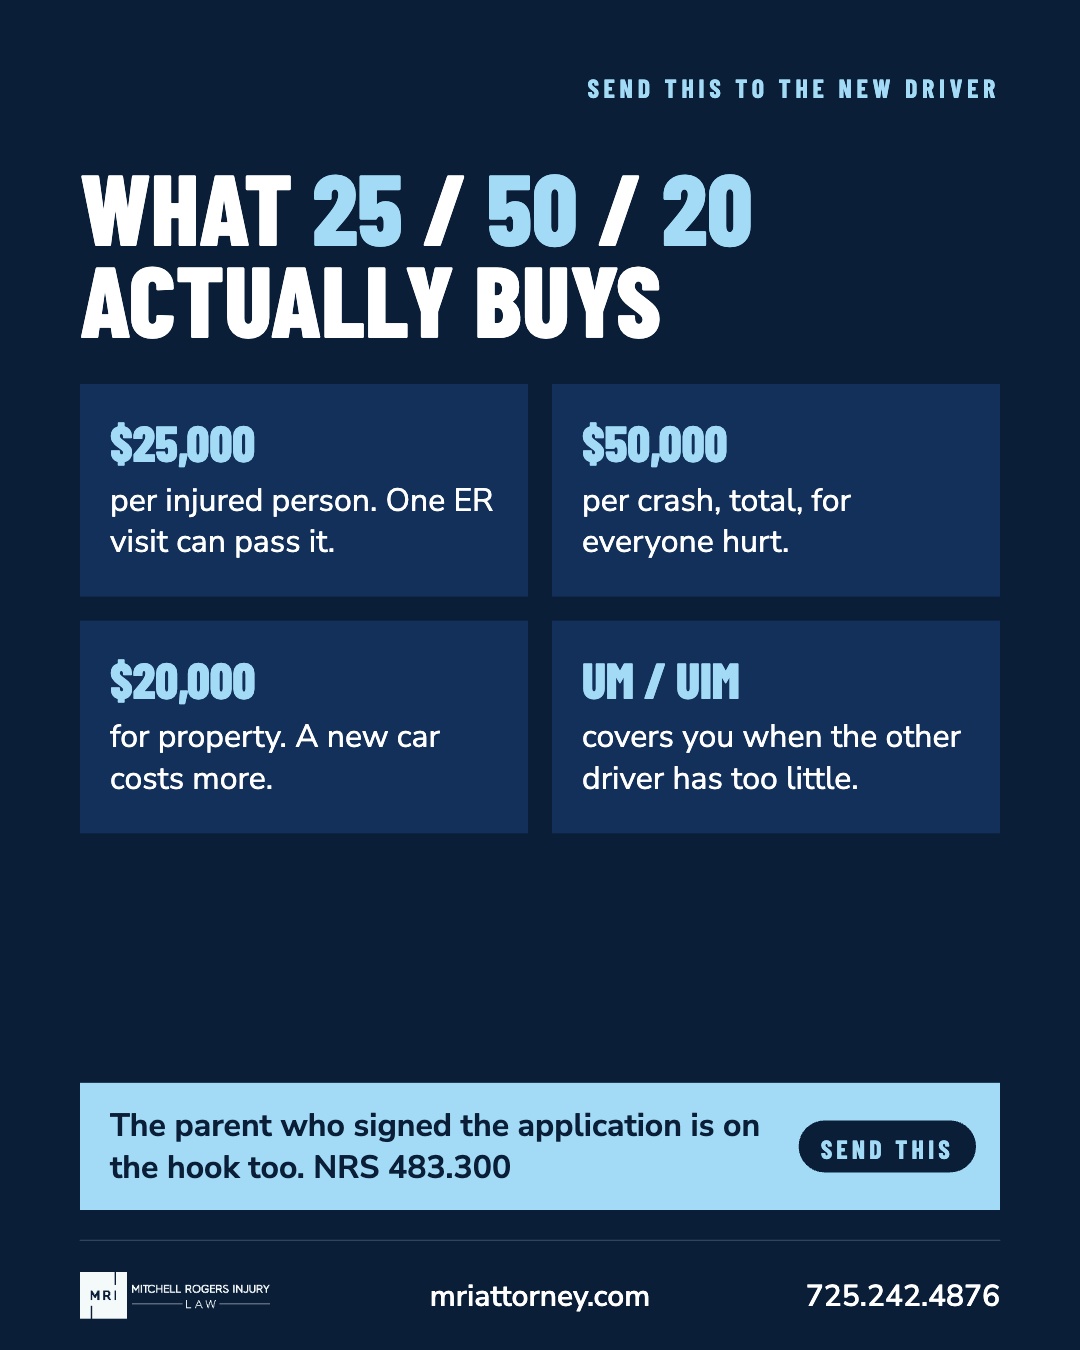 SEND THIS TO THE NEW DRIVER
WHAT 25 / 50 / 20
ACTUALLY BUYS
$25,000
per injured person. One ER
visit can pass it.
$50,000
per crash, total, for
everyone hurt.
$20,000
for property. A new car
costs more.
UM / UIM
covers you when the other
driver has too little.
The parent who signed the application is on
the hook too. NRS 483.300
SEND THIS
MRI
MITCHELL ROGERS INJURY
LAW
mriattorney.com
725.242.4876